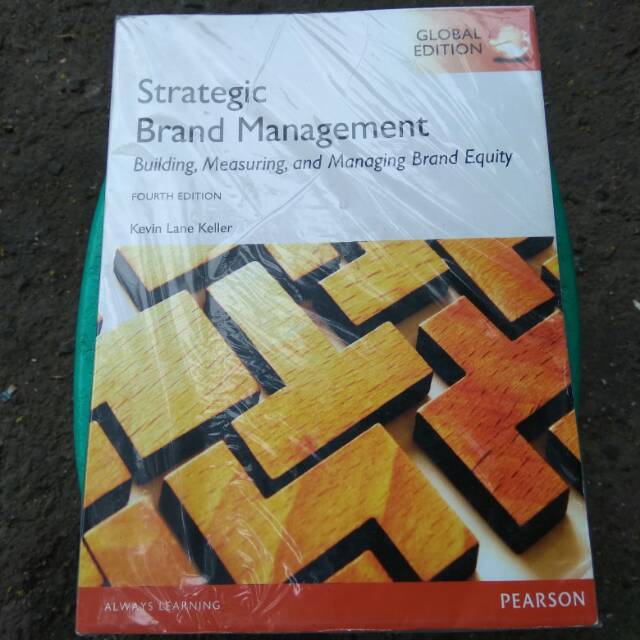 GLOBAL
EDITION
Strategic
Brand Management
Building, Measuring, and Managing Brand Equity
FOURTH EDITION
Kevin Lane Keller
ALWAYS LEARNING
PEARSON